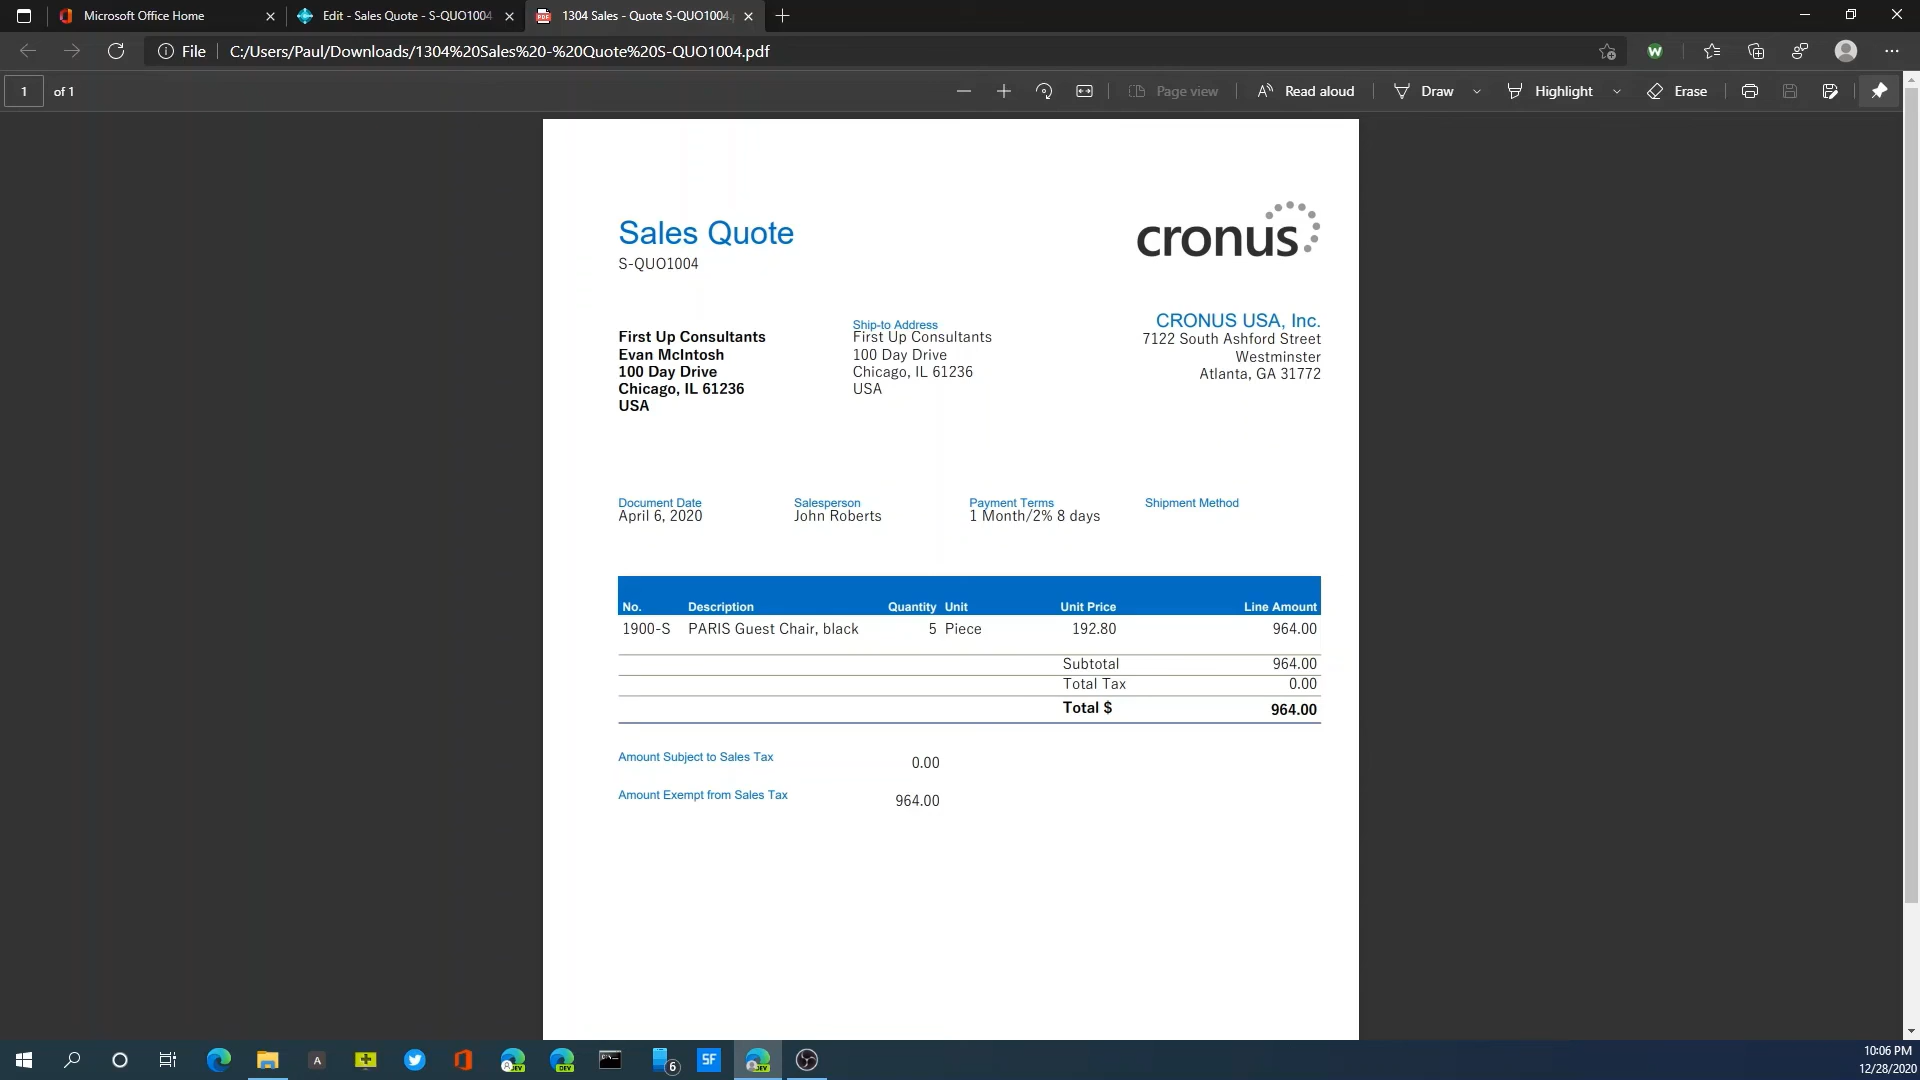 Microsoft Office Home
Edit - Sales Quote - S-QUO1004
1304 Sales - Quote S-QUO1004.
File
C:/Users/Paul/Downloads/1304%20Sales%20-%20Quote%20S-QUO1004.pdf
W
1 of 1
Page view
Read aloud
Draw
Highlight
Erase
Sales Quote
S-QUO1004
cronus
First Up Consultants
Evan McIntosh
100 Day Drive
Chicago, IL 61236
USA
Ship-to Address
First Up Consultants
100 Day Drive
Chicago, IL 61236
USA
CRONUS USA, Inc.
7122 South Ashford Street
Westminster
Atlanta, GA 31772
Document Date Salesperson Payment Terms Shipment Method
April 6, 2020 John Roberts 1 Month/2% 8 days
No. Description Quantity Unit Unit Price Line Amount
1900-S PARIS Guest Chair, black 5 Piece 192.80 964.00
Subtotal 964.00
Total Tax 0.00
Total $ 964.00
Amount Subject to Sales Tax 0.00
Amount Exempt from Sales Tax 964.00
A
DEV
DEV
6
SF
DEV
10:06 PM
12/28/2020